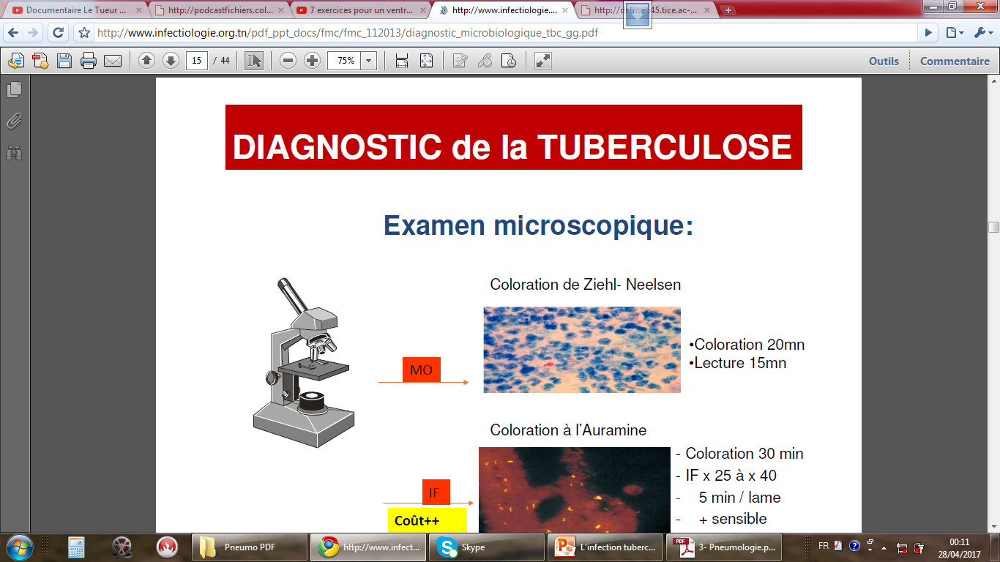 Documentaire Le Tueur ...
http://podcastfichiers.col...
7 exercices pour un ventr...
http://www.infectiologie....
http://defiweb45.tice.ac-...
http://www.infectiologie.org.tn/pdf_ppt_docs/fmc/fmc_112013/diagnostic_microbiologique_tbc_gg.pdf
15 / 44
75%
Outils
Commentaire
DIAGNOSTIC de la TUBERCULOSE
Examen microscopique:
Coloration de Ziehl- Neelsen
MO
•Coloration 20mn
•Lecture 15mn
Coloration à l'Auramine
IF
Coût++
- Coloration 30 min
- IF x 25 à x 40
- 5 min / lame
- + sensible
Pneumo PDF
http://www.infect...
Skype
L'infection tuberc...
3- Pneumologie.p...
FR
00:11
28/04/2017